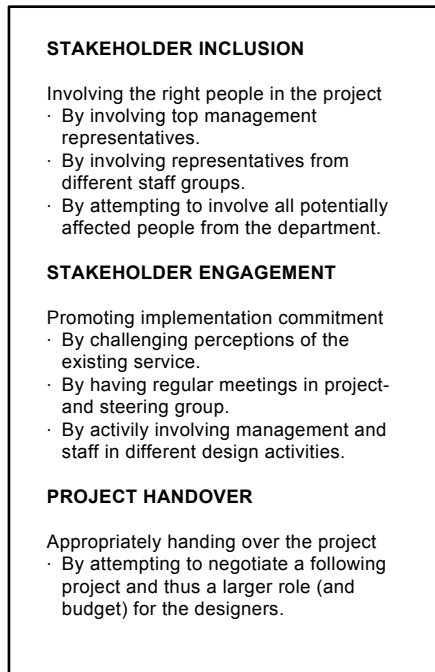 STAKEHOLDER INCLUSION
Involving the right people in the project
· By involving top management
representatives.
· By involving representatives from
different staff groups.
· By attempting to involve all potentially
affected people from the department.
STAKEHOLDER ENGAGEMENT
Promoting implementation commitment
· By challenging perceptions of the
existing service.
· By having regular meetings in project-
and steering group.
· By activily involving management and
staff in different design activities.
PROJECT HANDOVER
Appropriately handing over the project
· By attempting to negotiate a following
project and thus a larger role (and
budget) for the designers.